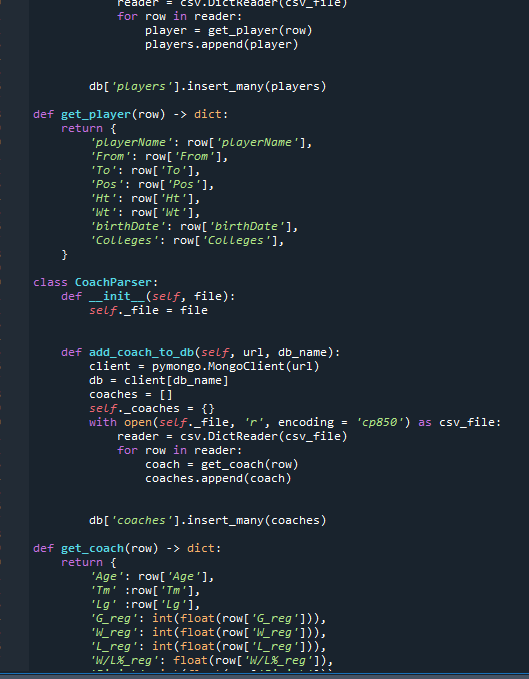 reader = csv.DictReader(csv_file)
for row in reader:
player = get_player(row)
players.append(player)
db['players'].insert_many(players)
def get_player(row) -> dict:
return {
'playerName': row['playerName'],
'From': row['From'],
'To': row['To'],
'Pos': row['Pos'],
'Ht': row['Ht'],
'Wt': row['Wt'],
'birthDate': row['birthDate'],
'Colleges': row['Colleges'],
}
class CoachParser:
def __init__(self, file):
self._file = file
def add_coach_to_db(self, url, db_name):
client = pymongo.MongoClient(url)
db = client[db_name]
coaches = []
self._coaches = {}
with open(self._file, 'r', encoding = 'cp850') as csv_file:
reader = csv.DictReader(csv_file)
for row in reader:
coach = get_coach(row)
coaches.append(coach)
db['coaches'].insert_many(coaches)
def get_coach(row) -> dict:
return {
'Age': row['Age'],
'Tm' :row['Tm'],
'Lg' :row['Lg'],
'G_reg': int(float(row['G_reg'])),
'W_reg': int(float(row['W_reg'])),
'L_reg': int(float(row['L_reg'])),
'W/L%_reg': float(row['W/L%_reg']),